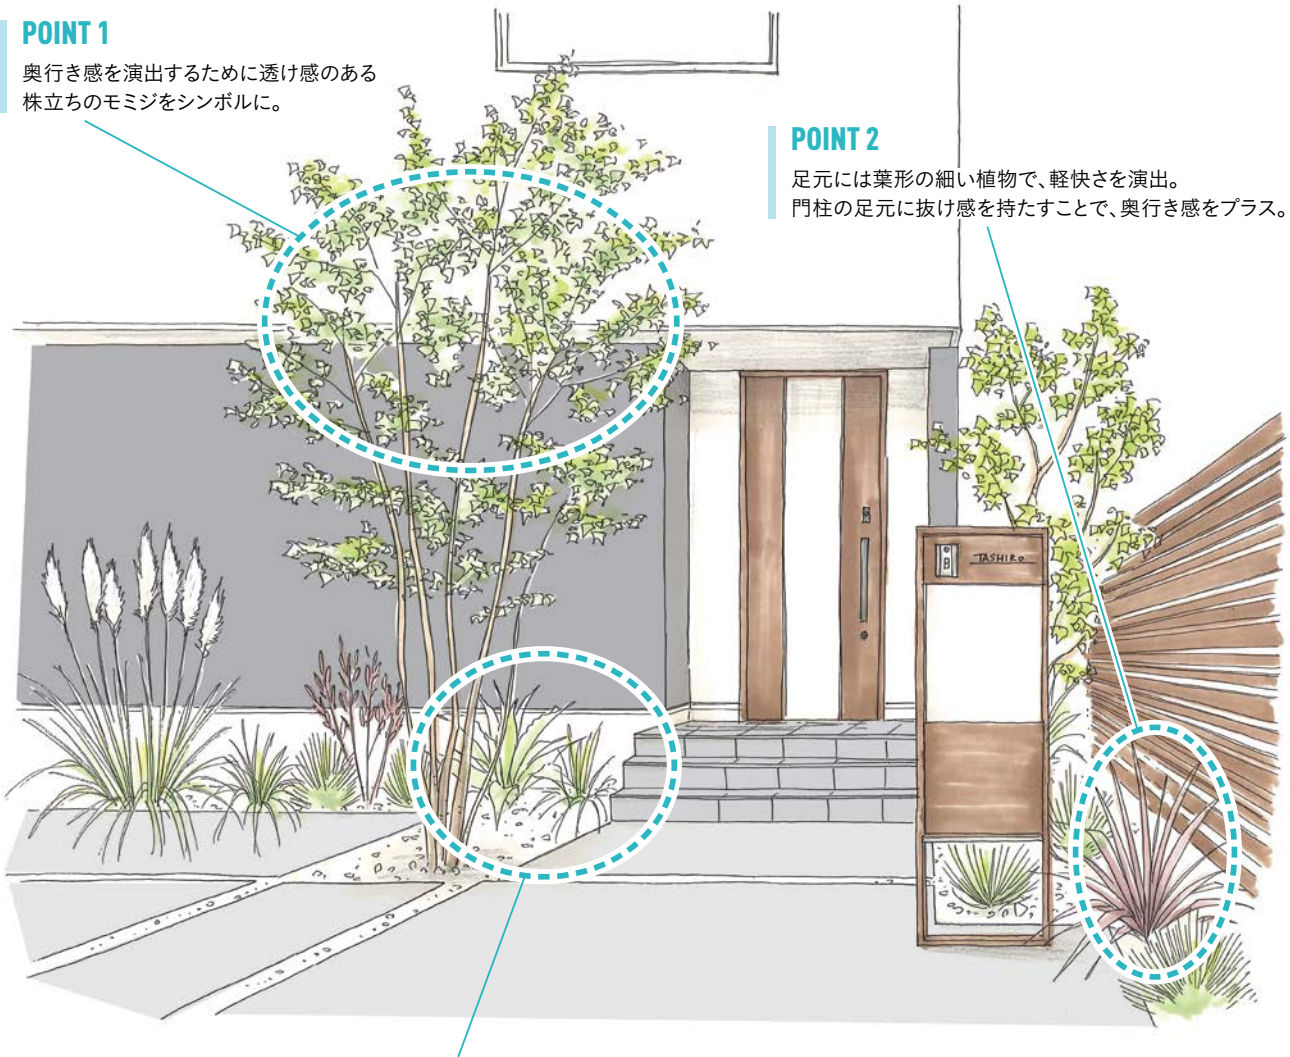 POINT 1
奥行き感を演出するために透け感のある
株立ちのモミジをシンボルに。
POINT 2
足元には葉形の細い植物で、軽快さを演出。
門柱の足元に抜け感を持たすことで、奥行き感をプラス。
TASHIRO